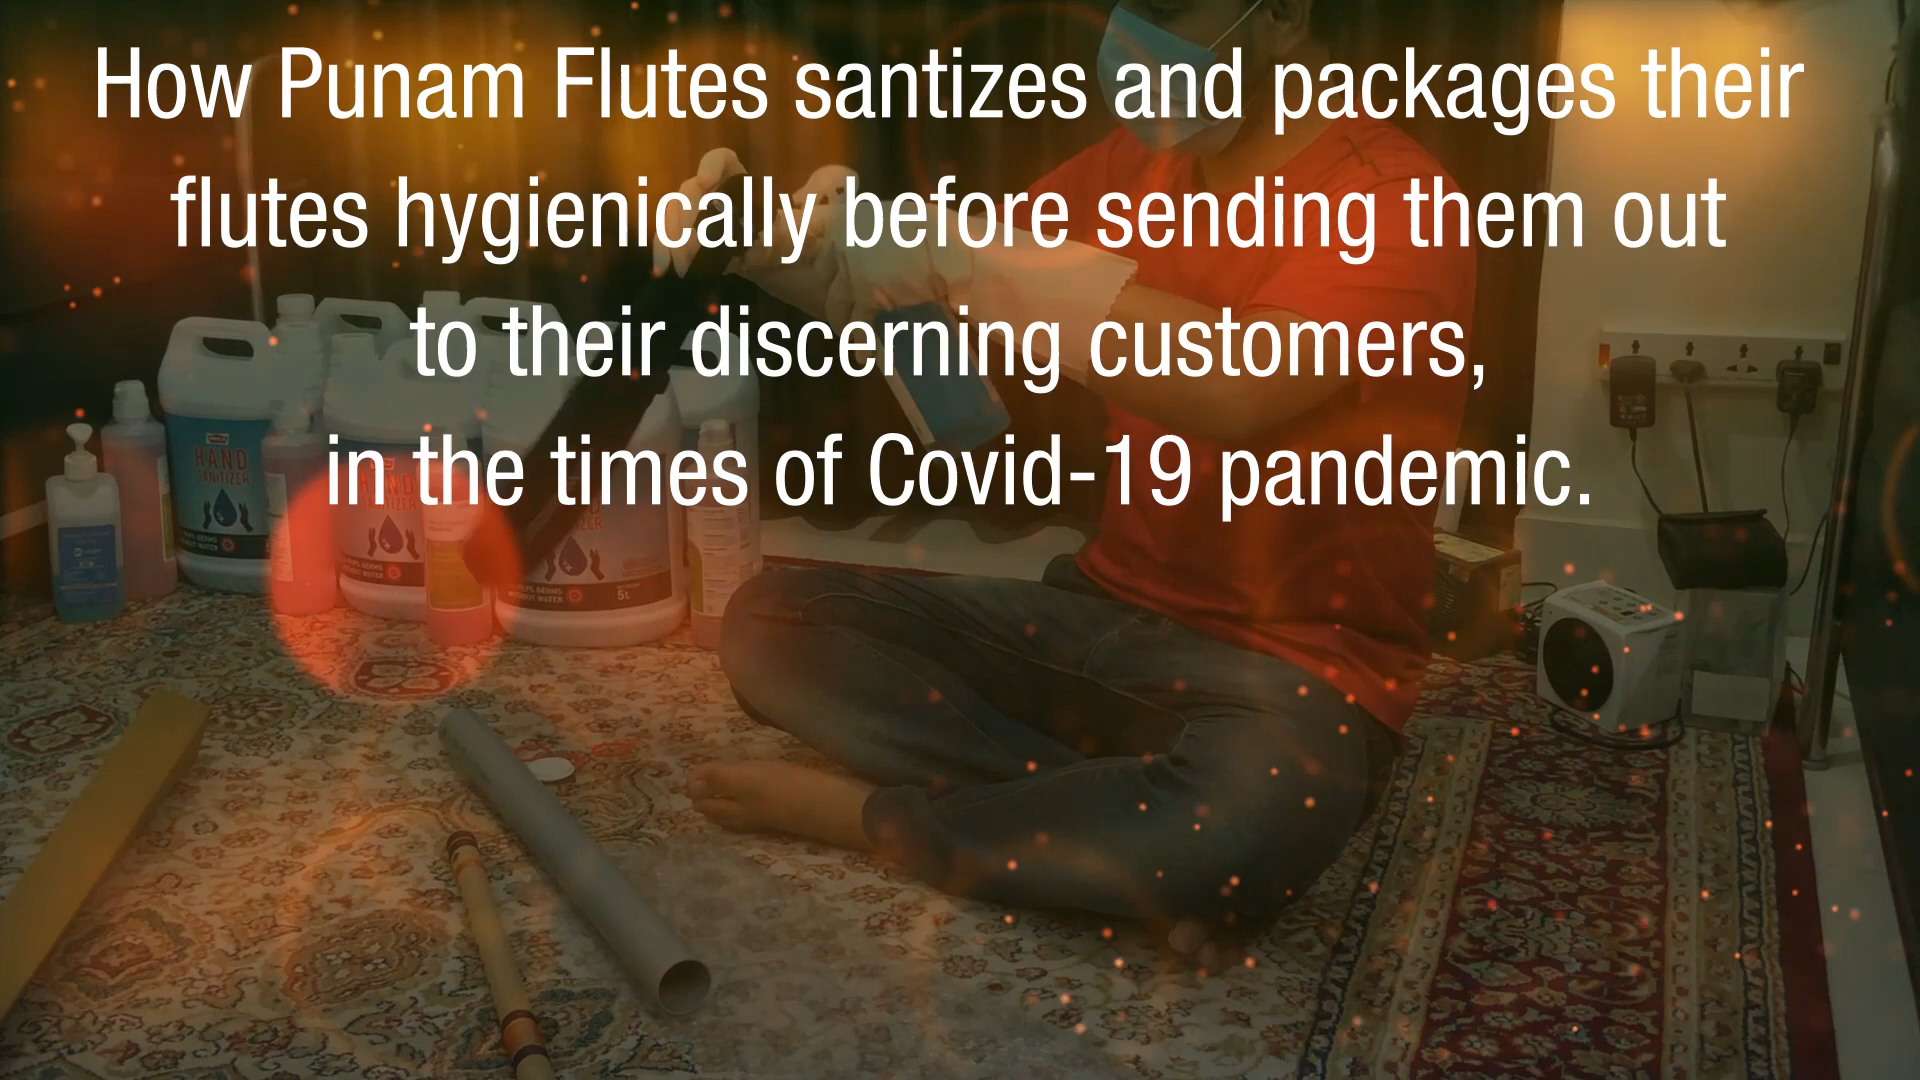 How Punam Flutes santizes and packages their
flutes hygienically before sending them out
to their discerning customers,
in the times of Covid-19 pandemic.
HAND
SANITIZER
5L